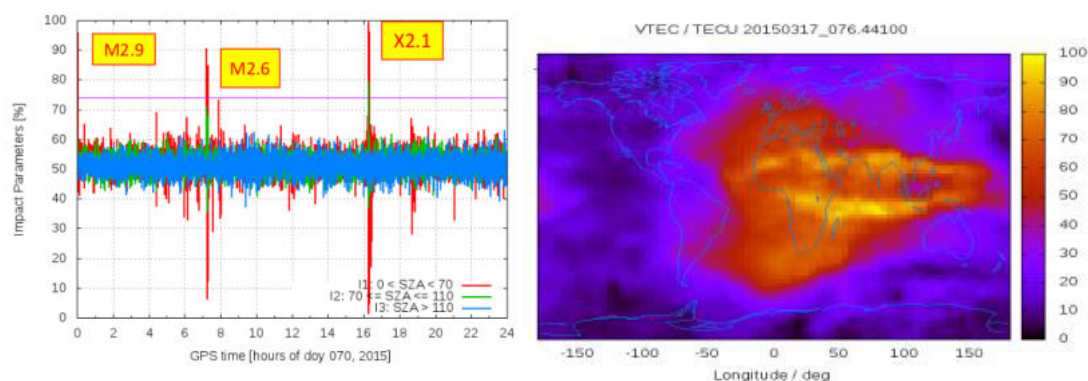 M2.9
M2.6
X2.1
Impact Parameters [%]
100
90
80
70
60
50
40
30
20
10
0
I1: 0 < SZA < 70
I2: 70 <= SZA <= 110
I3: SZA > 110
0 2 4 6 8 10 12 14 16 18 20 22 24
GPS time [hours of doy 070, 2015]
VTEC / TECU 20150317_076.44100
100
90
80
70
60
50
40
30
20
10
0
-150 -100 -50 0 50 100 150
Longitude / deg